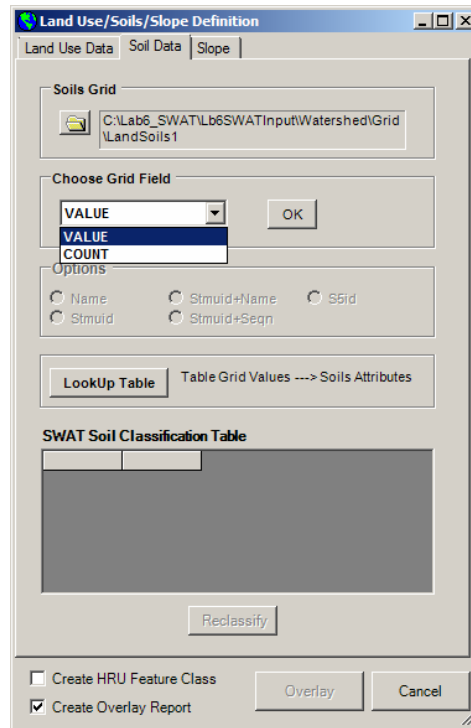 Land Use/Soils/Slope Definition
Land Use Data Soil Data Slope
Soils Grid
C:\Lab6_SWAT\Lb6SWATInput\Watershed\Grid
\LandSoils1
Choose Grid Field
VALUE OK
VALUE
COUNT
Options
Name Stmuid+Name S5id
Stmuid Stmuid+Seqn
LookUp Table Table Grid Values ---> Soils Attributes
SWAT Soil Classification Table
Reclassify
Create HRU Feature Class
Create Overlay Report
Overlay Cancel